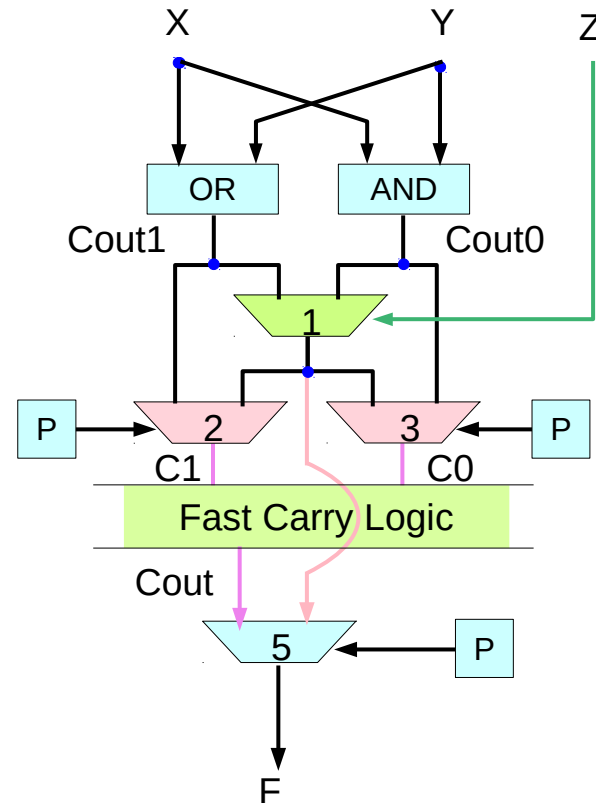 X Y Z
OR AND
Cout1 Cout0
1
P 2 3 P
C1 C0
Fast Carry Logic
Cout
5 P
F